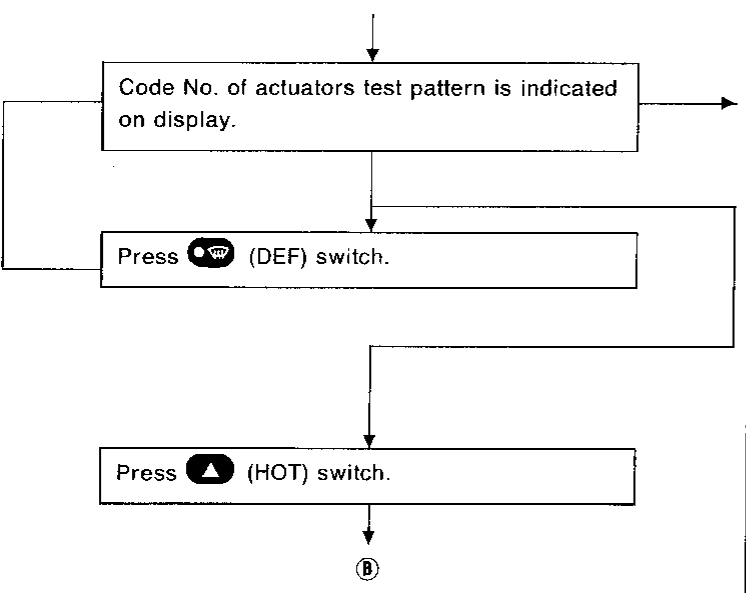 Code No. of actuators test pattern is indicated
on display.
Press (DEF) switch.
Press (HOT) switch.
Ⓑ